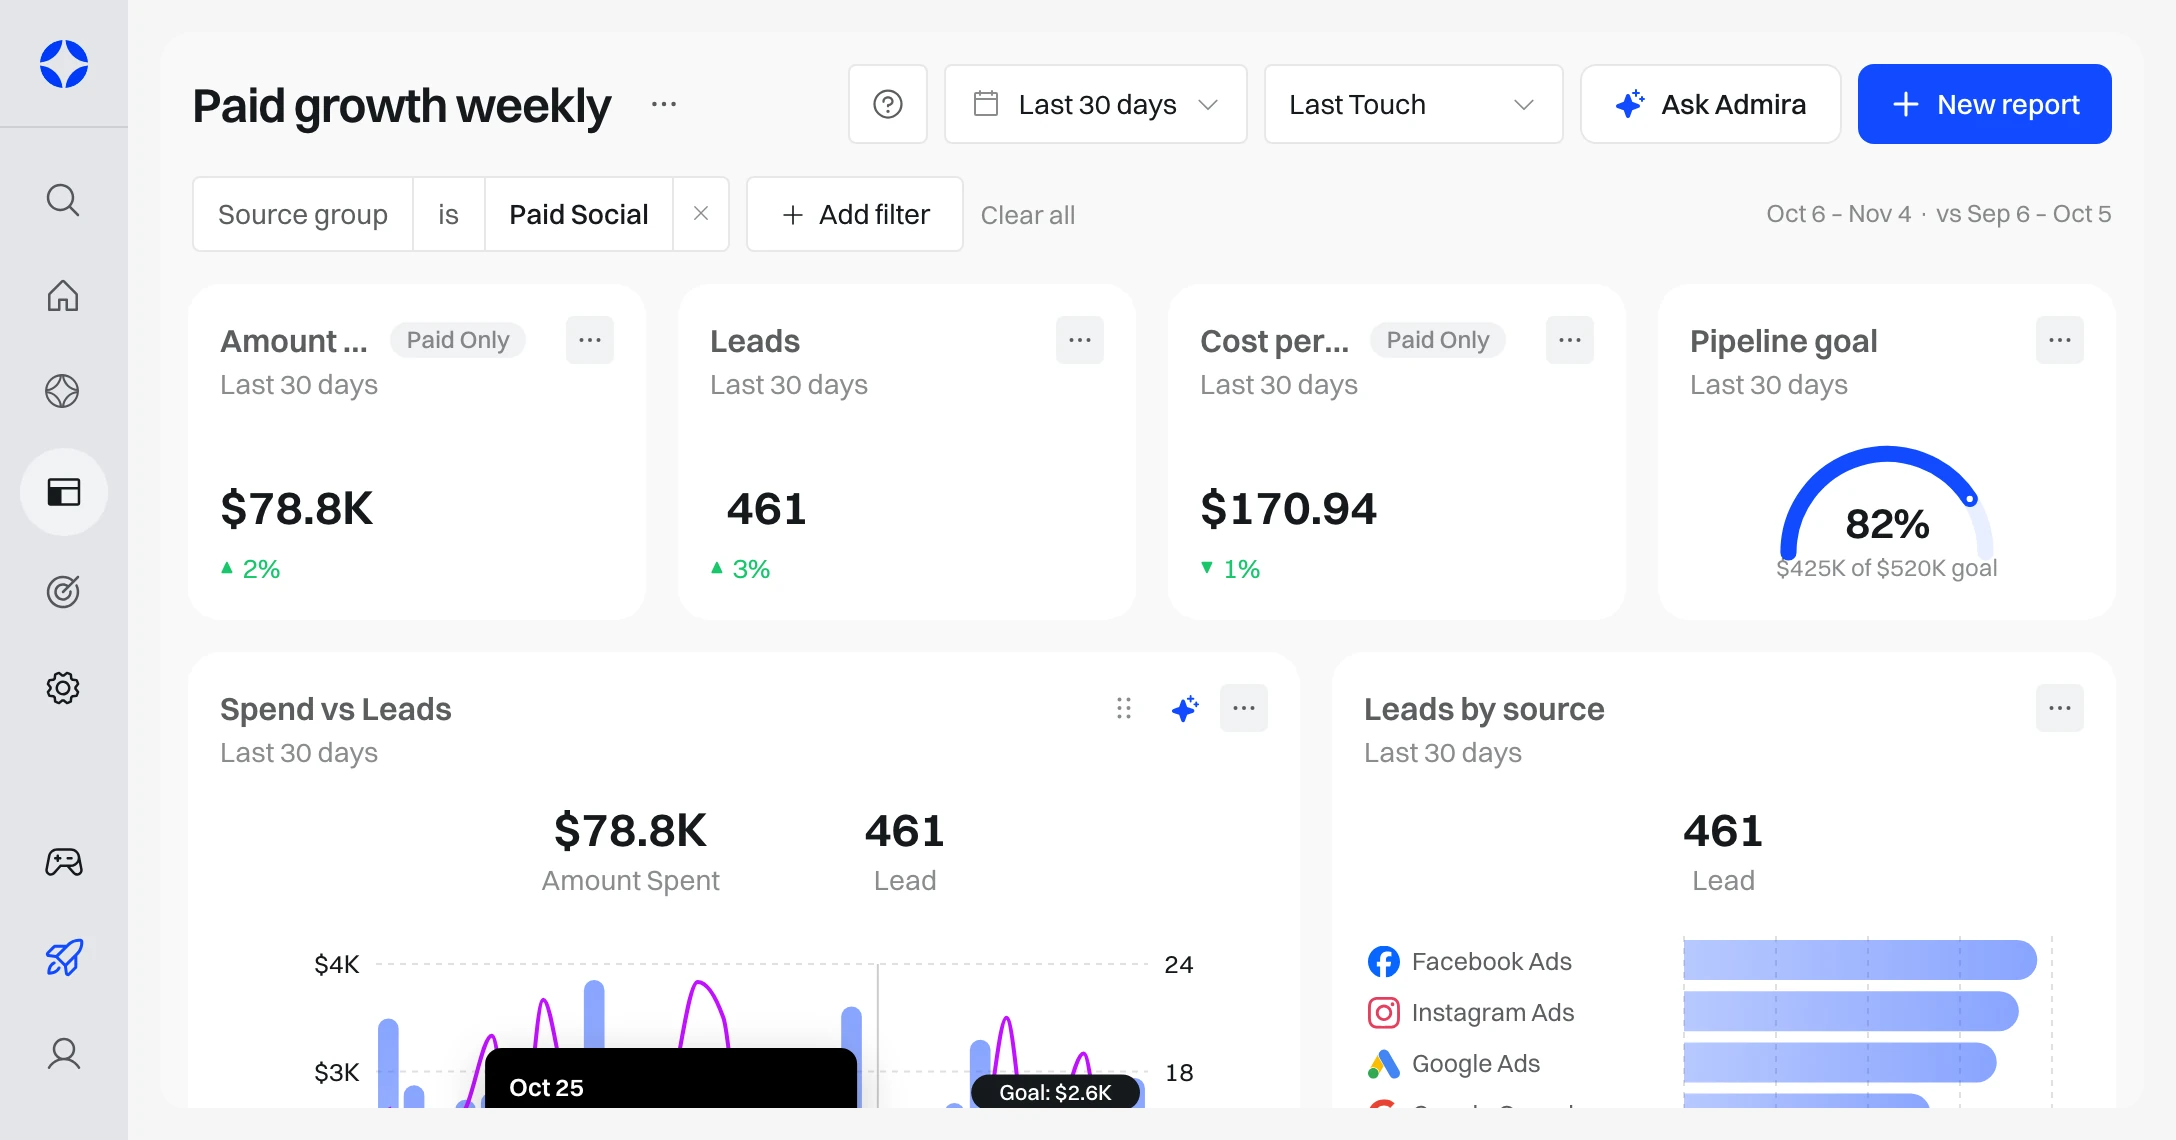 Paid growth weekly
Last 30 days
Last Touch
Ask Admira
New report
Source group is Paid Social
Add filter
Clear all
Oct 6 – Nov 4 · vs Sep 6 – Oct 5
Amount ... Paid Only
Last 30 days
$78.8K
2%
Leads
Last 30 days
461
3%
Cost per... Paid Only
Last 30 days
$170.94
1%
Pipeline goal
Last 30 days
82%
$425K of $520K goal
Spend vs Leads
Last 30 days
$78.8K
Amount Spent
461
Lead
$4K
24
$3K
18
Oct 25
Goal: $2.6K
Leads by source
Last 30 days
461
Lead
Facebook Ads
Instagram Ads
Google Ads